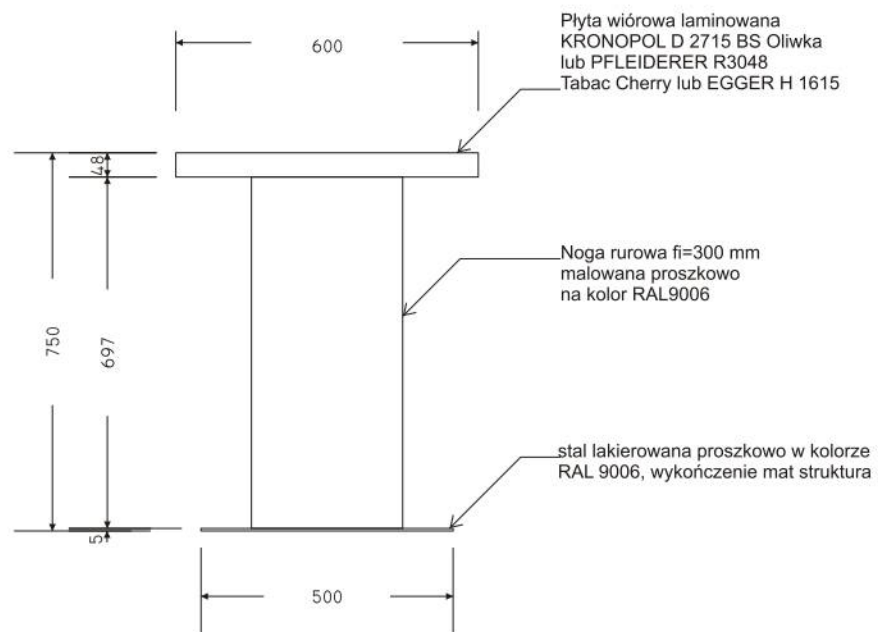 Płyta wiórowa laminowana
KRONOPOL D 2715 BS Oliwka
lub PFLEIDERER R3048
Tabac Cherry lub EGGER H 1615
600
48
750
697
Noga rurowa fi=300 mm
malowana proszkowo
na kolor RAL9006
stal lakierowana proszkowo w kolorze
RAL 9006, wykończenie mat struktura
5
500